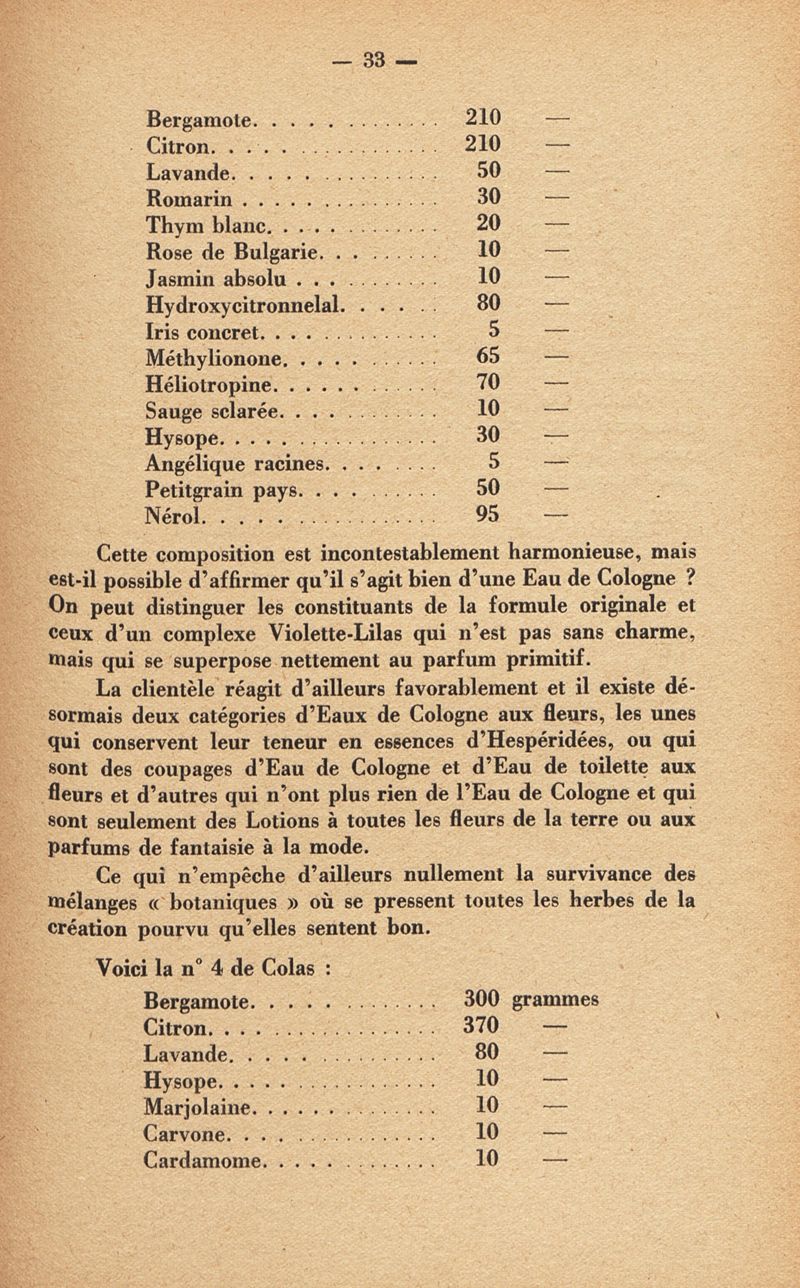 — 33 —
Bergamote. . . . . . . . . . . . 210 —
Citron. . . . . . . . . . . . . . 210 —
Lavande. . . . . . . . . . . . . 50 —
Romarin . . . . . . . . . . . . . 30 —
Thym blanc. . . . . . . . . . . 20 —
Rose de Bulgarie. . . . . . . . 10 —
Jasmin absolu . . . . . . . . . 10 —
Hydroxycitronnelal. . . . . . 80 —
Iris concret. . . . . . . . . . . . 5 —
Méthylionone. . . . . . . . . . 65 —
Héliotropine. . . . . . . . . . . 70 —
Sauge sclarée. . . . . . . . . . 10 —
Hysope. . . . . . . . . . . . . . 30 —
Angélique racines. . . . . . . 5 —
Petitgrain pays. . . . . . . . . 50 —
Nérol. . . . . . . . . . . . . . . 95 —
Cette composition est incontestablement harmonieuse, mais
est-il possible d’affirmer qu’il s’agit bien d’une Eau de Cologne ?
On peut distinguer les constituants de la formule originale et
ceux d’un complexe Violette-Lilas qui n’est pas sans charme,
mais qui se superpose nettement au parfum primitif.
La clientèle réagit d’ailleurs favorablement et il existe dé-
sormais deux catégories d’Eaux de Cologne aux fleurs, les unes
qui conservent leur teneur en essences d’Hespéridées, ou qui
sont des coupages d’Eau de Cologne et d’Eau de toilette aux
fleurs et d’autres qui n’ont plus rien de l’Eau de Cologne et qui
sont seulement des Lotions à toutes les fleurs de la terre ou aux
parfums de fantaisie à la mode.
Ce qui n’empêche d’ailleurs nullement la survivance des
mélanges « botaniques » où se pressent toutes les herbes de la
création pourvu qu’elles sentent bon.
Voici la n° 4 de Colas :
Bergamote. . . . . . . . . . . . 300 grammes
Citron. . . . . . . . . . . . . . 370 —
Lavande. . . . . . . . . . . . . 80 —
Hysope. . . . . . . . . . . . . . 10 —
Marjolaine. . . . . . . . . . . . 10 —
Carvone. . . . . . . . . . . . . 10 —
Cardamome. . . . . . . . . . . 10 —